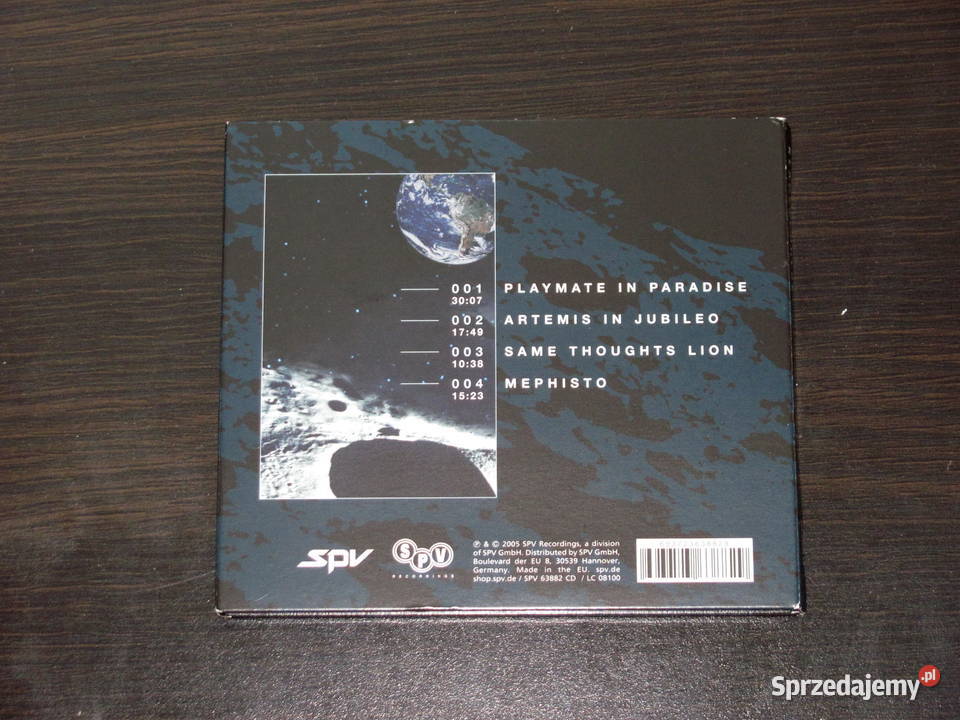 001 PLAYMATE IN PARADISE
30:07
002 ARTEMIS IN JUBILEO
17:49
003 SAME THOUGHTS LION
10:38
004 MEPHISTO
15:23
SPV
SPV
RECORDINGS
℗ & © 2005 SPV Recordings, a division
of SPV GmbH. Distributed by SPV GmbH,
Boulevard der EU 8, 30539 Hannover,
Germany. Made in the EU. spv.de
shop.spv.de / SPV 63882 CD / LC 08100
Sprzedajemy.pl